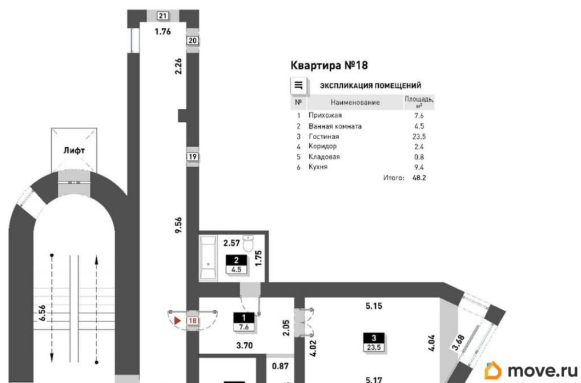 21
1.76
20
2.26
Квартира №18
ЭКСПЛИКАЦИЯ ПОМЕЩЕНИЙ
№ Наименование Площадь, м²
1 Прихожая 7.6
2 Ванная комната 4.5
3 Гостиная 23.5
4 Коридор 2.4
5 Кладовая 0.8
6 Кухня 9.4
Итого: 48.2
Лифт
19
9.56
2.57
2
4.5
1.75
6.56
18
1
7.6
2.05
3.70
5.15
4.02
3
23.5
4.04
3.68
0.87
5.17
move.ru